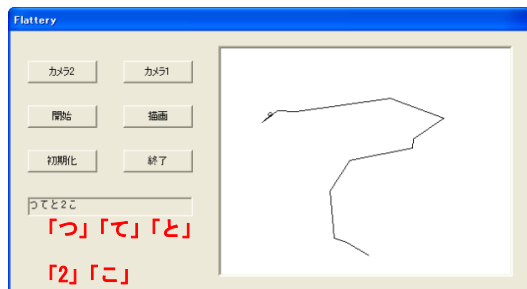 Flattery
カメラ2 カメラ1
開始 描画
初期化 終了
つてと2こ
「つ」「て」「と」
「2」「こ」